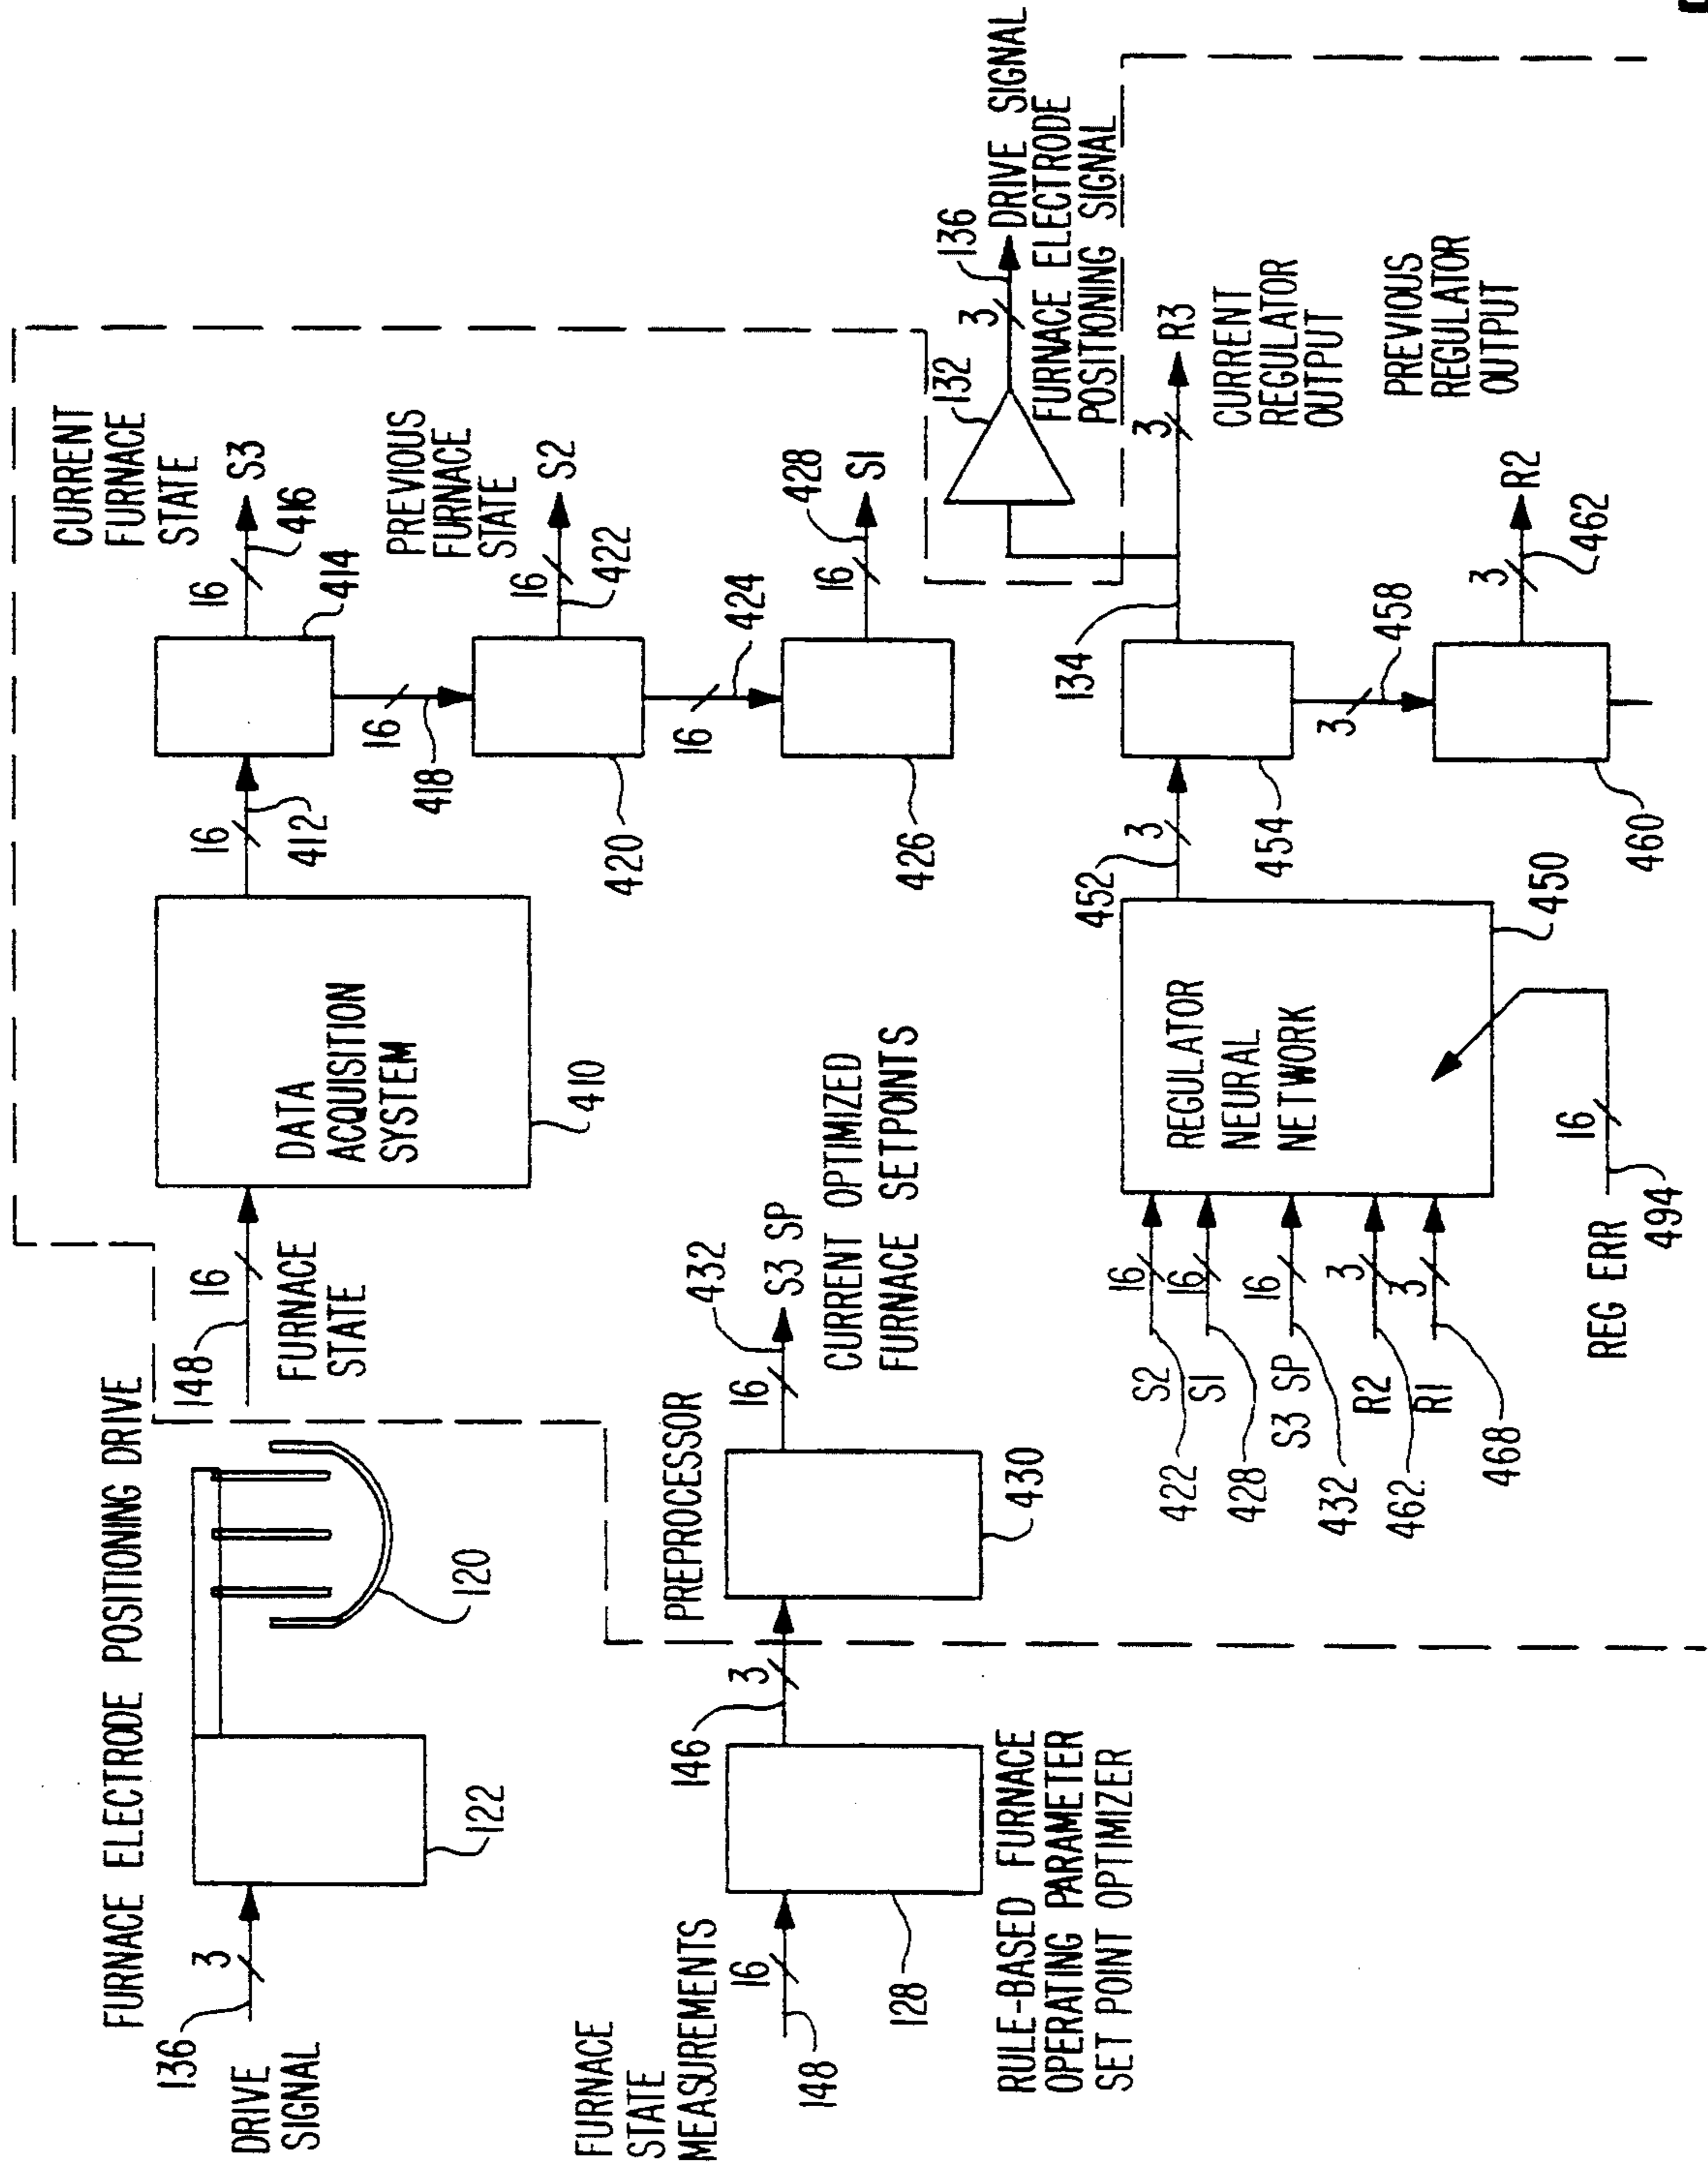 FURNACE ELECTRODE POSITIONING DRIVE
136
3
DRIVE
SIGNAL
122
120
148
16
FURNACE
STATE
DATA
ACQUISITION
SYSTEM
410
16
412
CURRENT
FURNACE
STATE
16
S3
416
414
16
418
PREVIOUS
FURNACE
STATE
16
S2
422
420
16
424
16
428
S1
426
FURNACE
STATE
MEASUREMENTS
16
148
128
RULE-BASED FURNACE
OPERATING PARAMETER
SET POINT OPTIMIZER
146
3
PREPROCESSOR
430
16
432
S3 SP
CURRENT OPTIMIZED
FURNACE SETPOINTS
132
3
136
DRIVE SIGNAL
FURNACE ELECTRODE
POSITIONING SIGNAL
16
S2
422
16
S1
428
16
S3 SP
432
3
R2
462
3
R1
468
REGULATOR
NEURAL
NETWORK
450
REG ERR
16
494
452
3
454
134
3
R3
CURRENT
REGULATOR
OUTPUT
3
458
460
3
R2
462
PREVIOUS
REGULATOR
OUTPUT